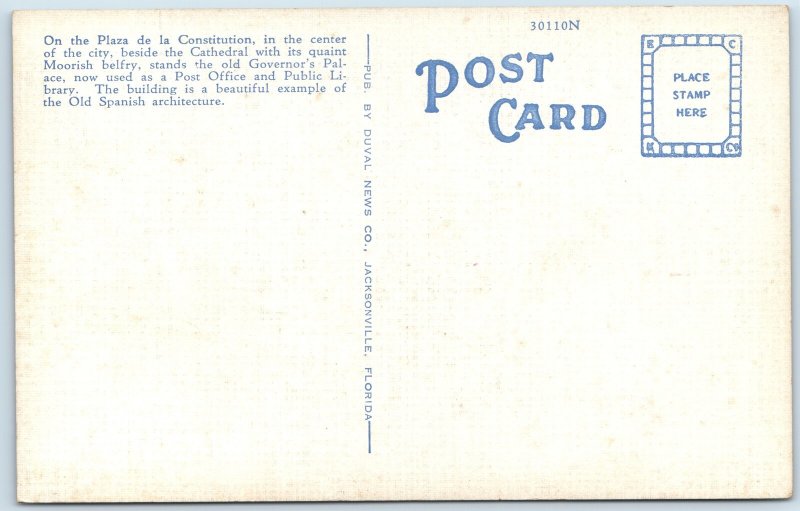 On the Plaza de la Constitution, in the center
of the city, beside the Cathedral with its quaint
Moorish belfry, stands the old Governor's Pal-
ace, now used as a Post Office and Public Li-
brary. The building is a beautiful example of
the Old Spanish architecture.
PUB. BY DUVAL NEWS CO., JACKSONVILLE, FLORIDA
30110N
POST
CARD
E C
PLACE
STAMP
HERE
K Co